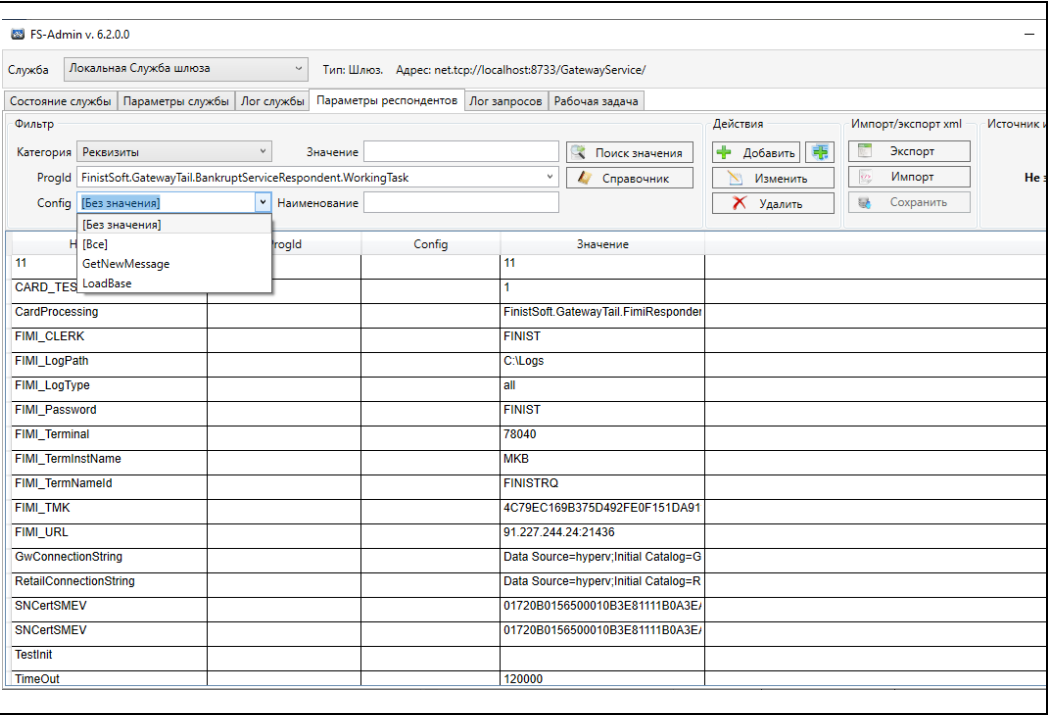 FS-Admin v. 6.2.0.0
Служба Локальная Служба шлюза Тип: Шлюз. Адрес: net.tcp://localhost:8733/GatewayService/
Состояние службы Параметры службы Лог службы Параметры респондентов Лог запросов Рабочая задача
Фильтр Действия Импорт/экспорт xml Источник
Категория Реквизиты Значение Поиск значения Добавить Экспорт
ProgId FinistSoft.GatewayTail.BankruptServiceRespondent.WorkingTask Справочник Изменить Импорт Не
Config [Без значения] Наименование Удалить Сохранить
[Без значения]
[Все]
GetNewMessage
LoadBase
Н rogId Config Значение
11 11
CARD_TES 1
CardProcessing FinistSoft.GatewayTail.FimiResponder
FIMI_CLERK FINIST
FIMI_LogPath C:\Logs
FIMI_LogType all
FIMI_Password FINIST
FIMI_Terminal 78040
FIMI_TermInstName MKB
FIMI_TermNameId FINISTRQ
FIMI_TMK 4C79EC169B375D492FE0F151DA91
FIMI_URL 91.227.244.24:21436
GwConnectionString Data Source=hyperv;Initial Catalog=G
RetailConnectionString Data Source=hyperv;Initial Catalog=R
SNCertSMEV 01720B0156500010B3E81111B0A3E
SNCertSMEV 01720B0156500010B3E81111B0A3E
TestInit
TimeOut 120000